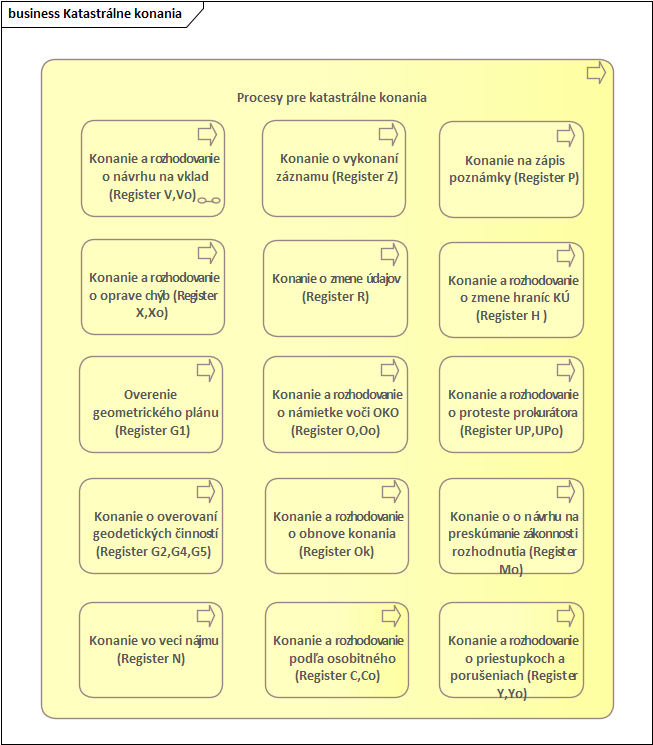 business Katastrálne konania
Procesy pre katastrálne konania
Konanie a rozhodovanie
o návrhu na vklad
(Register V,Vo)
Konanie o vykonaní
záznamu (Register Z)
Konanie na zápis
poznámky (Register P)
Konanie a rozhodovanie
o oprave chýb (Register
X,Xo)
Konanie o zmene údajov
(Register R)
Konanie a rozhodovanie
o zmene hraníc KÚ
(Register H )
Overenie
geometrického plánu
(Register G1)
Konanie a rozhodovanie
o námietke voči OKO
(Register O,Oo)
Konanie a rozhodovanie
o proteste prokurátora
(Register UP,UPo)
Konanie o overovaní
geodetických činností
(Register G2,G4,G5)
Konanie a rozhodovanie
o obnove konania
(Register Ok)
Konanie o o návrhu na
preskúmanie zákonnosti
rozhodnutia (Register
Mo)
Konanie vo veci nájmu
(Register N)
Konanie a rozhodovanie
podľa osobitného
(Register C,Co)
Konanie a rozhodovanie
o priestupkoch a
porušeniach (Register
Y,Yo)